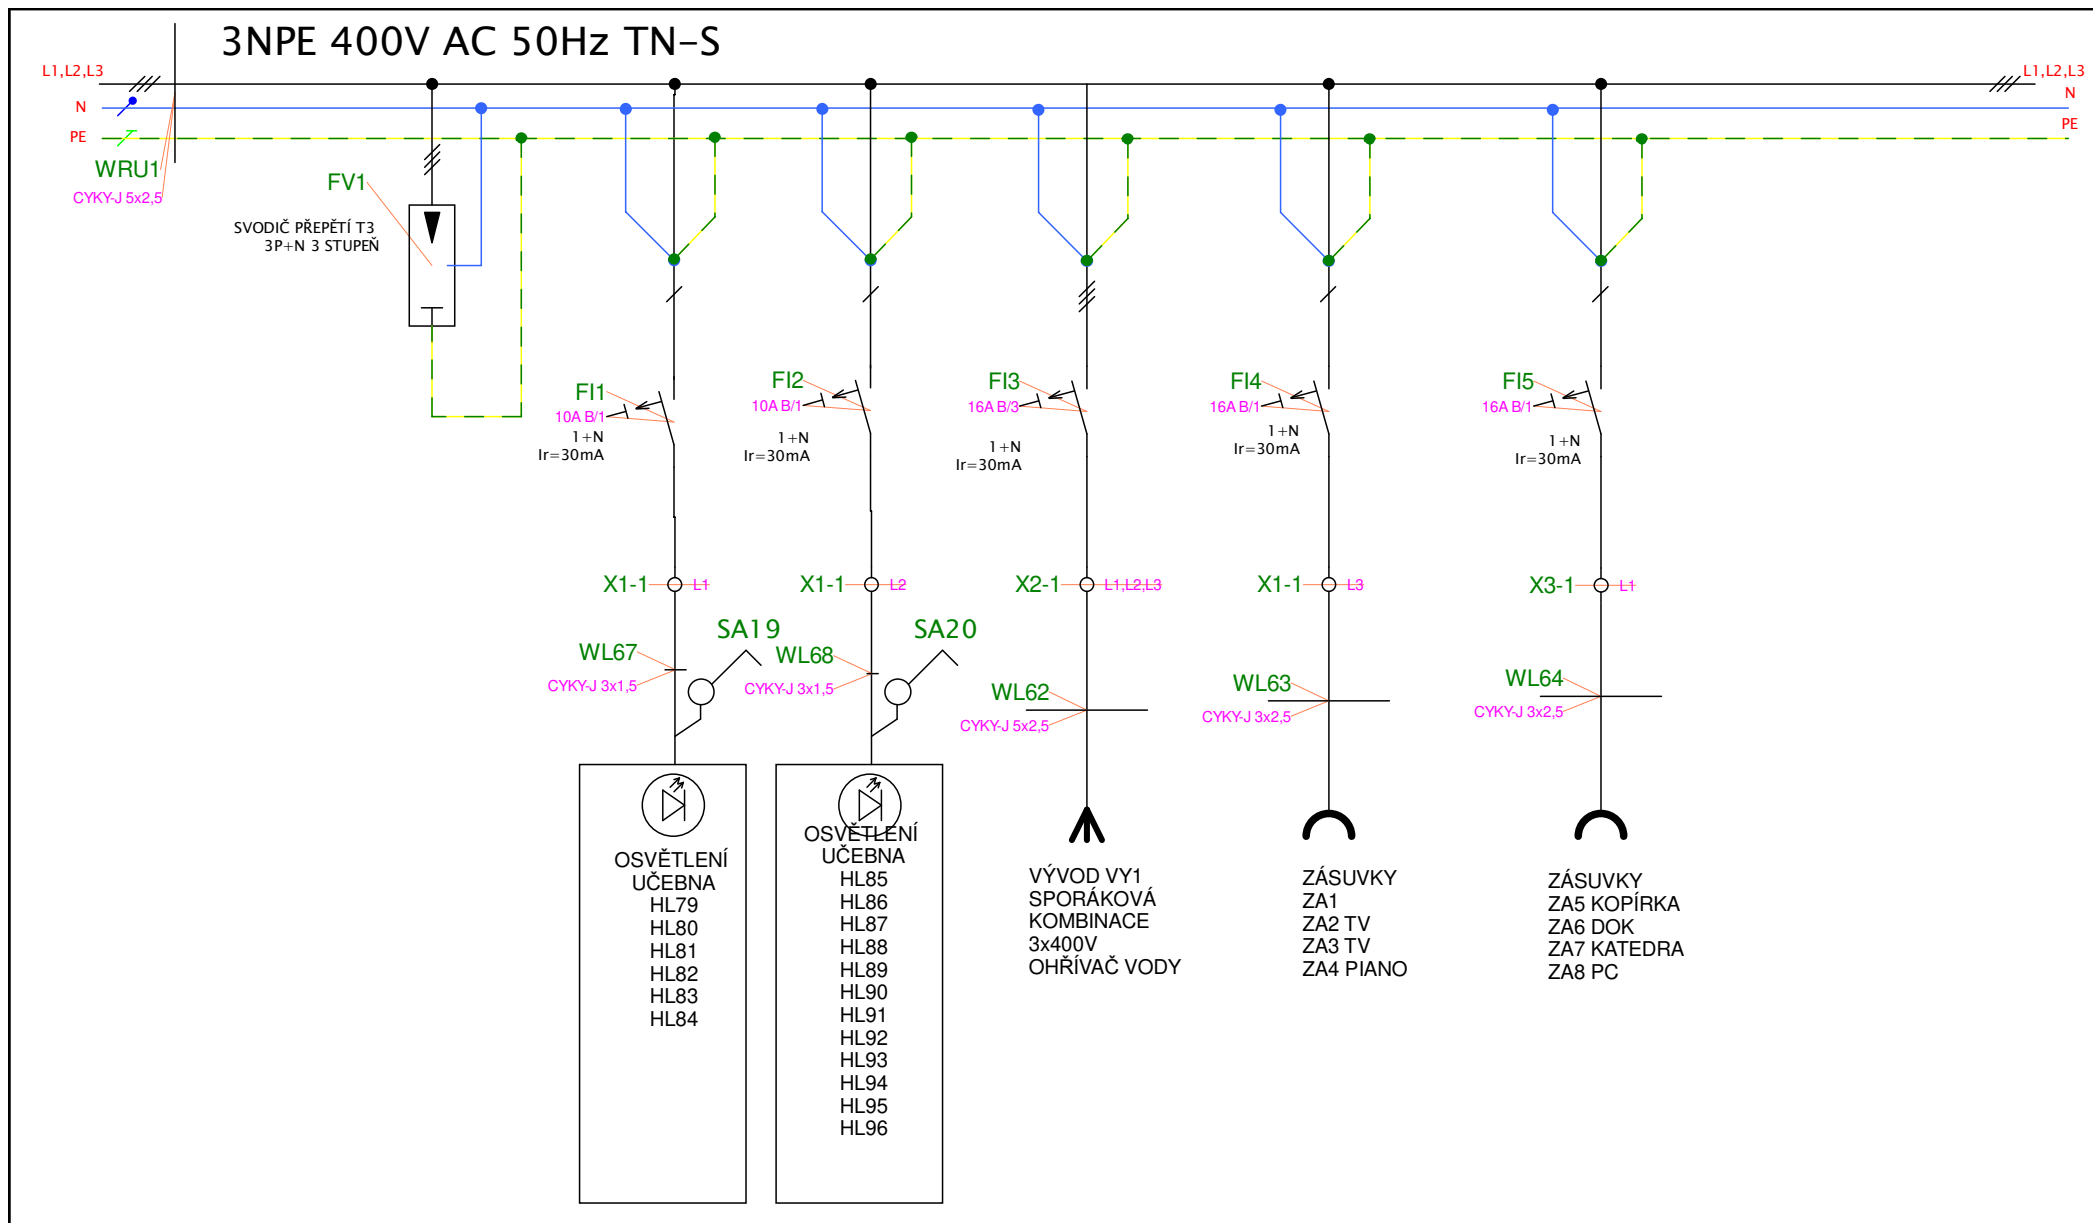 3NPE 400V AC 50Hz TN-S
L1,L2,L3
N
PE
L1,L2,L3
N
PE
WRU1
CYKY-J 5x2,5
FV1
SVODIČ PŘEPĚTÍ T3
3P+N 3 STUPEŇ
FI1
10A B/1
1+N
Ir=30mA
FI2
10A B/1
1+N
Ir=30mA
FI3
16A B/3
1+N
Ir=30mA
FI4
16A B/1
1+N
Ir=30mA
FI5
16A B/1
1+N
Ir=30mA
X1-1
L1
X1-1
L2
X2-1
L1,L2,L3
X1-1
L3
X3-1
L1
SA19
WL67
CYKY-J 3x1,5
SA20
WL68
CYKY-J 3x1,5
WL62
CYKY-J 5x2,5
WL63
CYKY-J 3x2,5
WL64
CYKY-J 3x2,5
OSVĚTLENÍ
UČEBNA
HL79
HL80
HL81
HL82
HL83
HL84
OSVĚTLENÍ
UČEBNA
HL85
HL86
HL87
HL88
HL89
HL90
HL91
HL92
HL93
HL94
HL95
HL96
VÝVOD VY1
SPORÁKOVÁ
KOMBINACE
3x400V
OHŘÍVAČ VODY
ZÁSUVKY
ZA1
ZA2 TV
ZA3 TV
ZA4 PIANO
ZÁSUVKY
ZA5 KOPÍRKA
ZA6 DOK
ZA7 KATEDRA
ZA8 PC